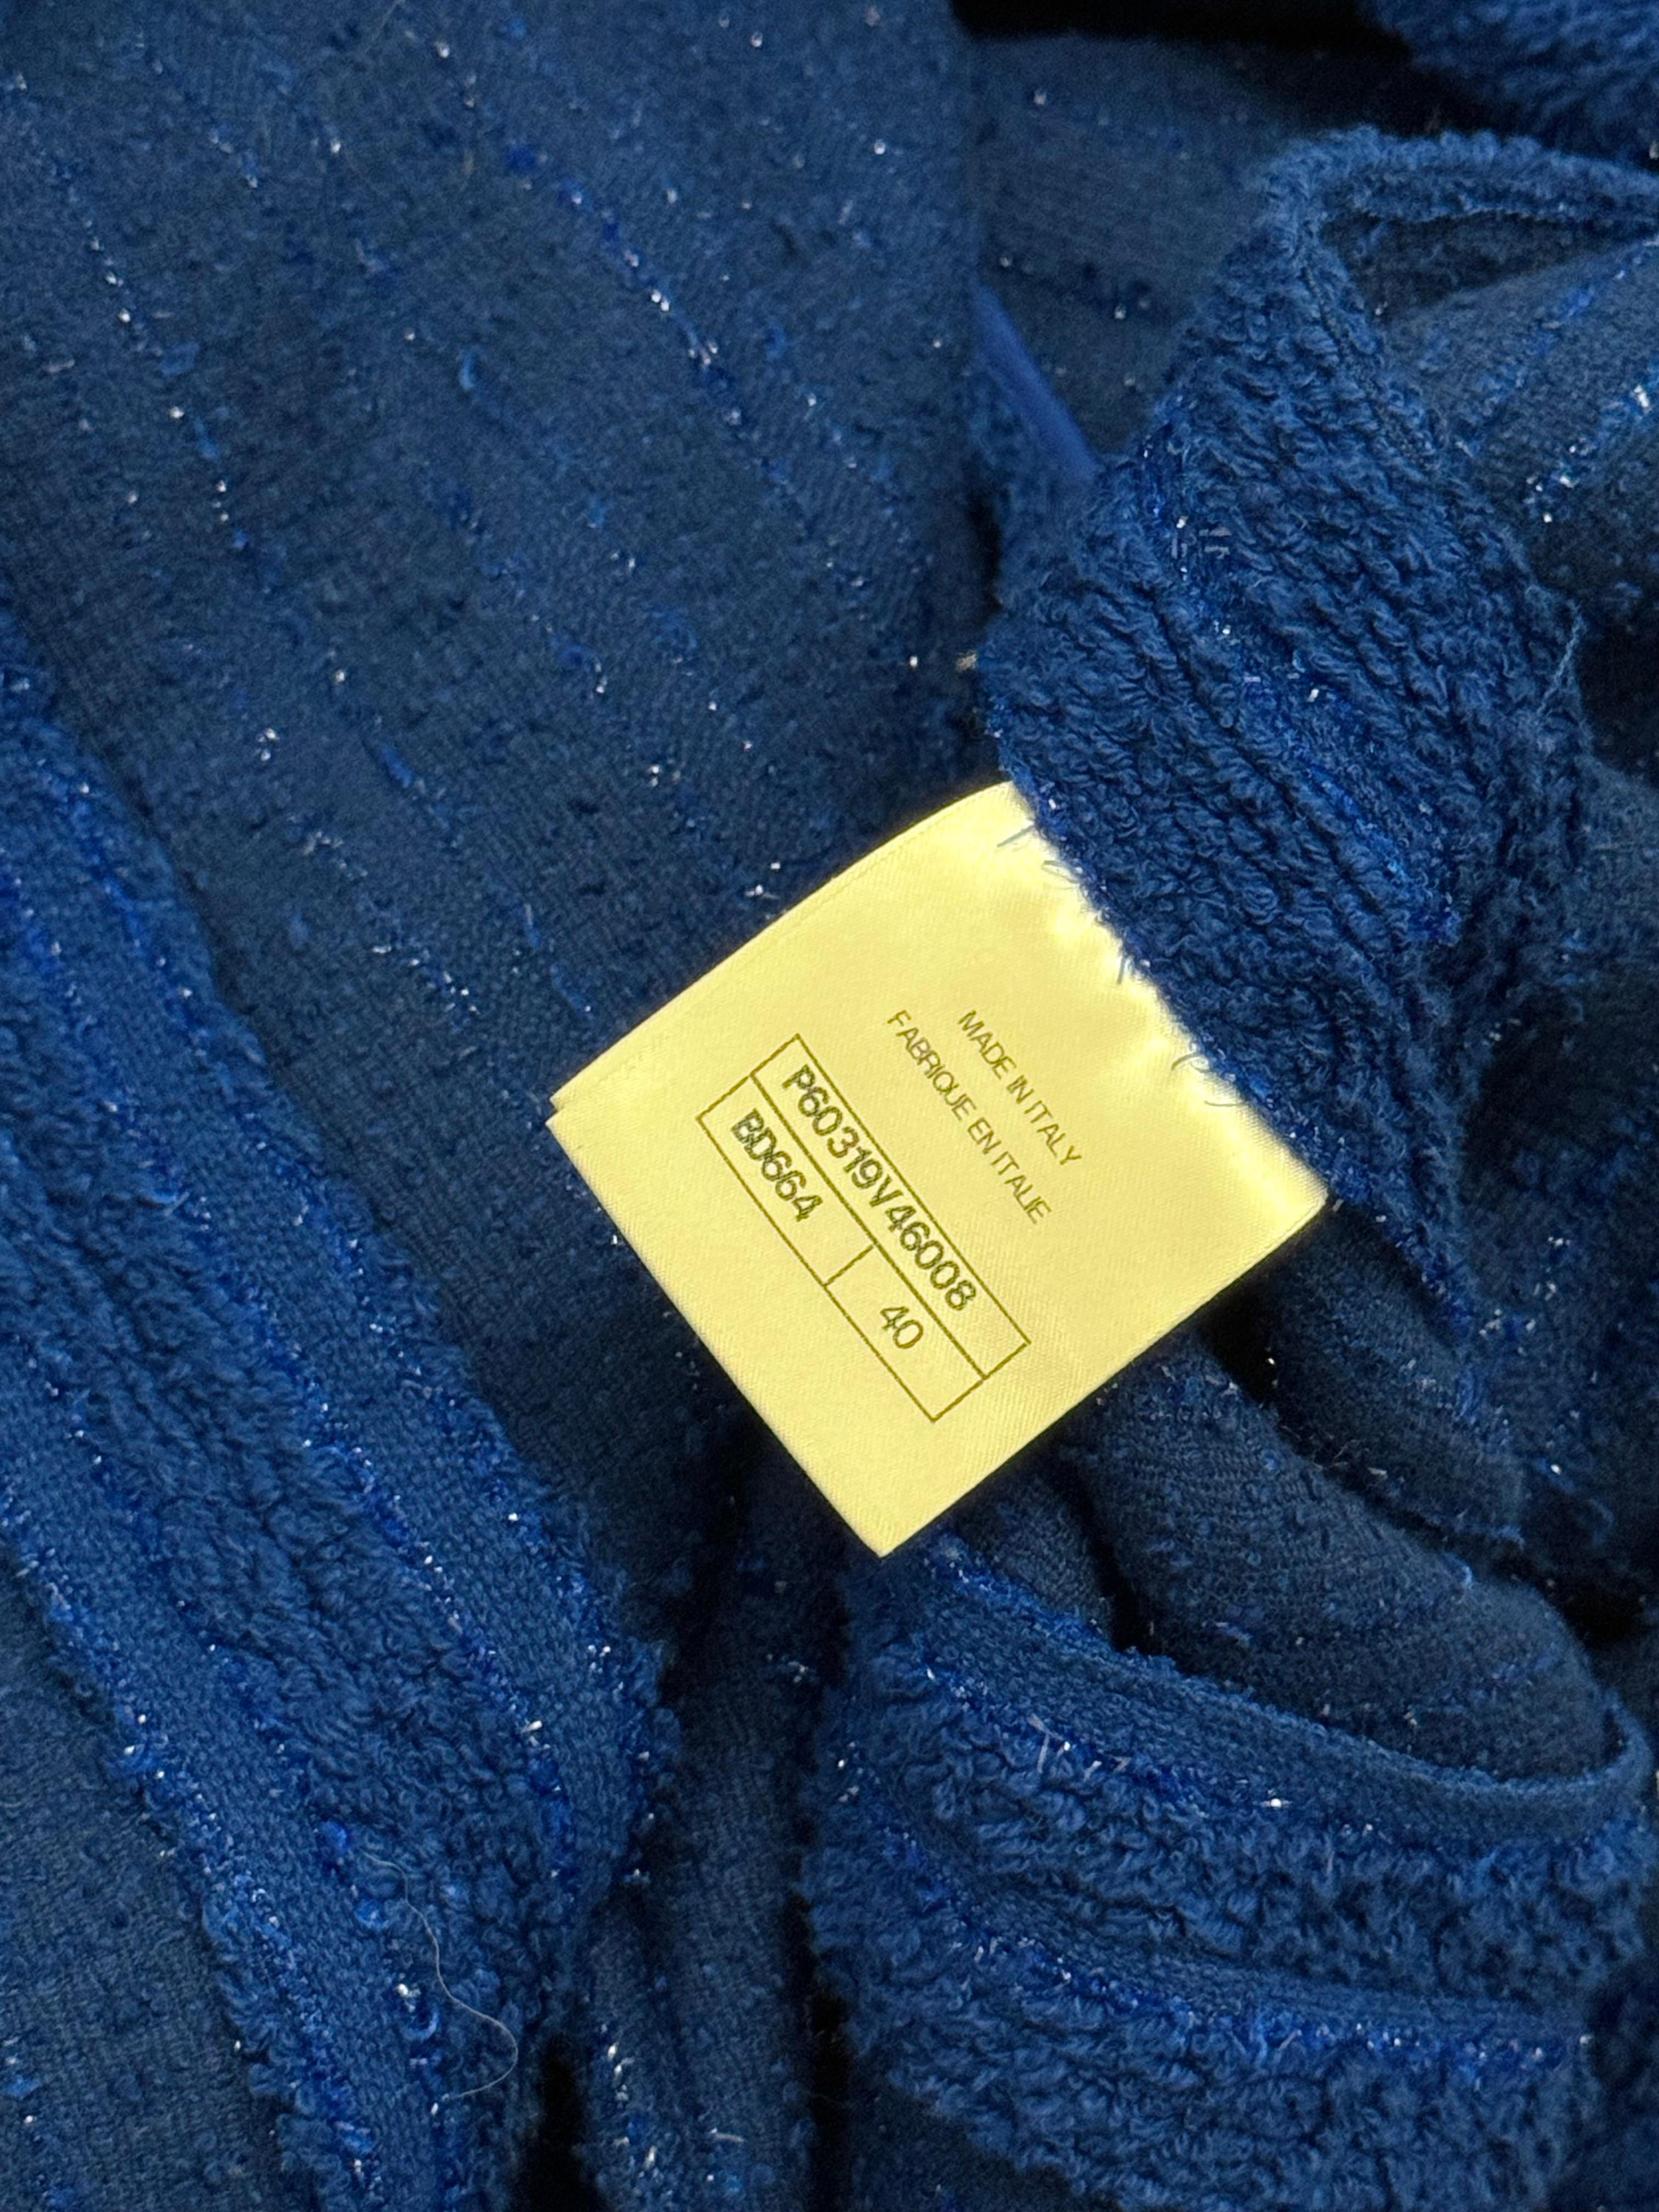 MADE IN ITALY
FABRIQUE EN ITALIE
P60319V46008
BD664 40